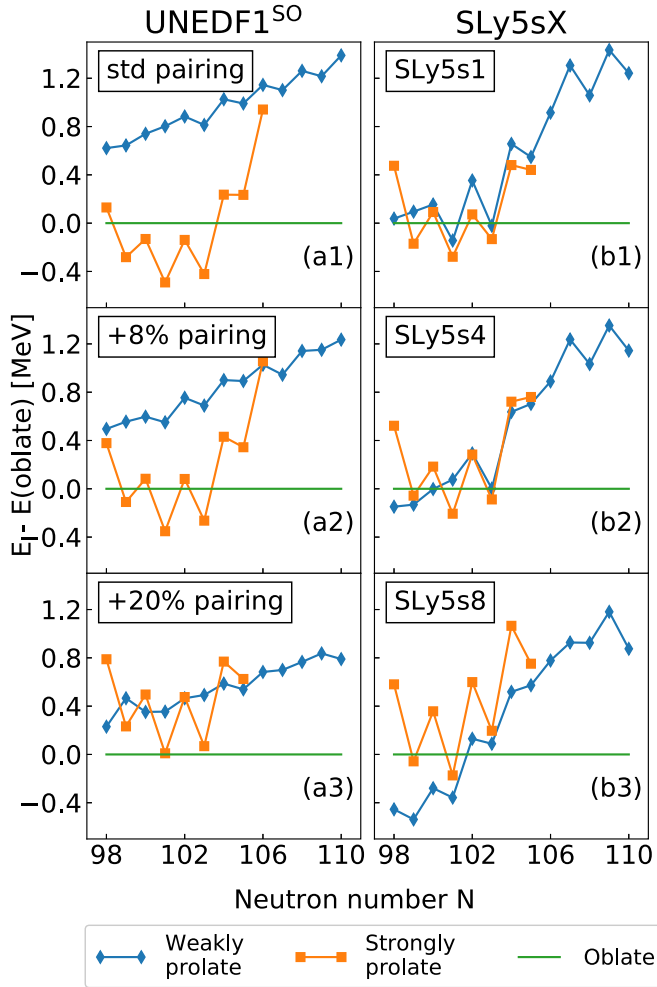 UNEDF1^SO SLy5sX
std pairing SLy5s1
1.2
0.8
0.4
0.0
−0.4
(a1) (b1)
+8% pairing SLy5s4
1.2
0.8
0.4
0.0
−0.4
(a2) (b2)
+20% pairing SLy5s8
1.2
0.8
0.4
0.0
−0.4
(a3) (b3)
E_I- E(oblate) [MeV]
98 102 106 110 98 102 106 110
Neutron number N
Weakly prolate Strongly prolate Oblate